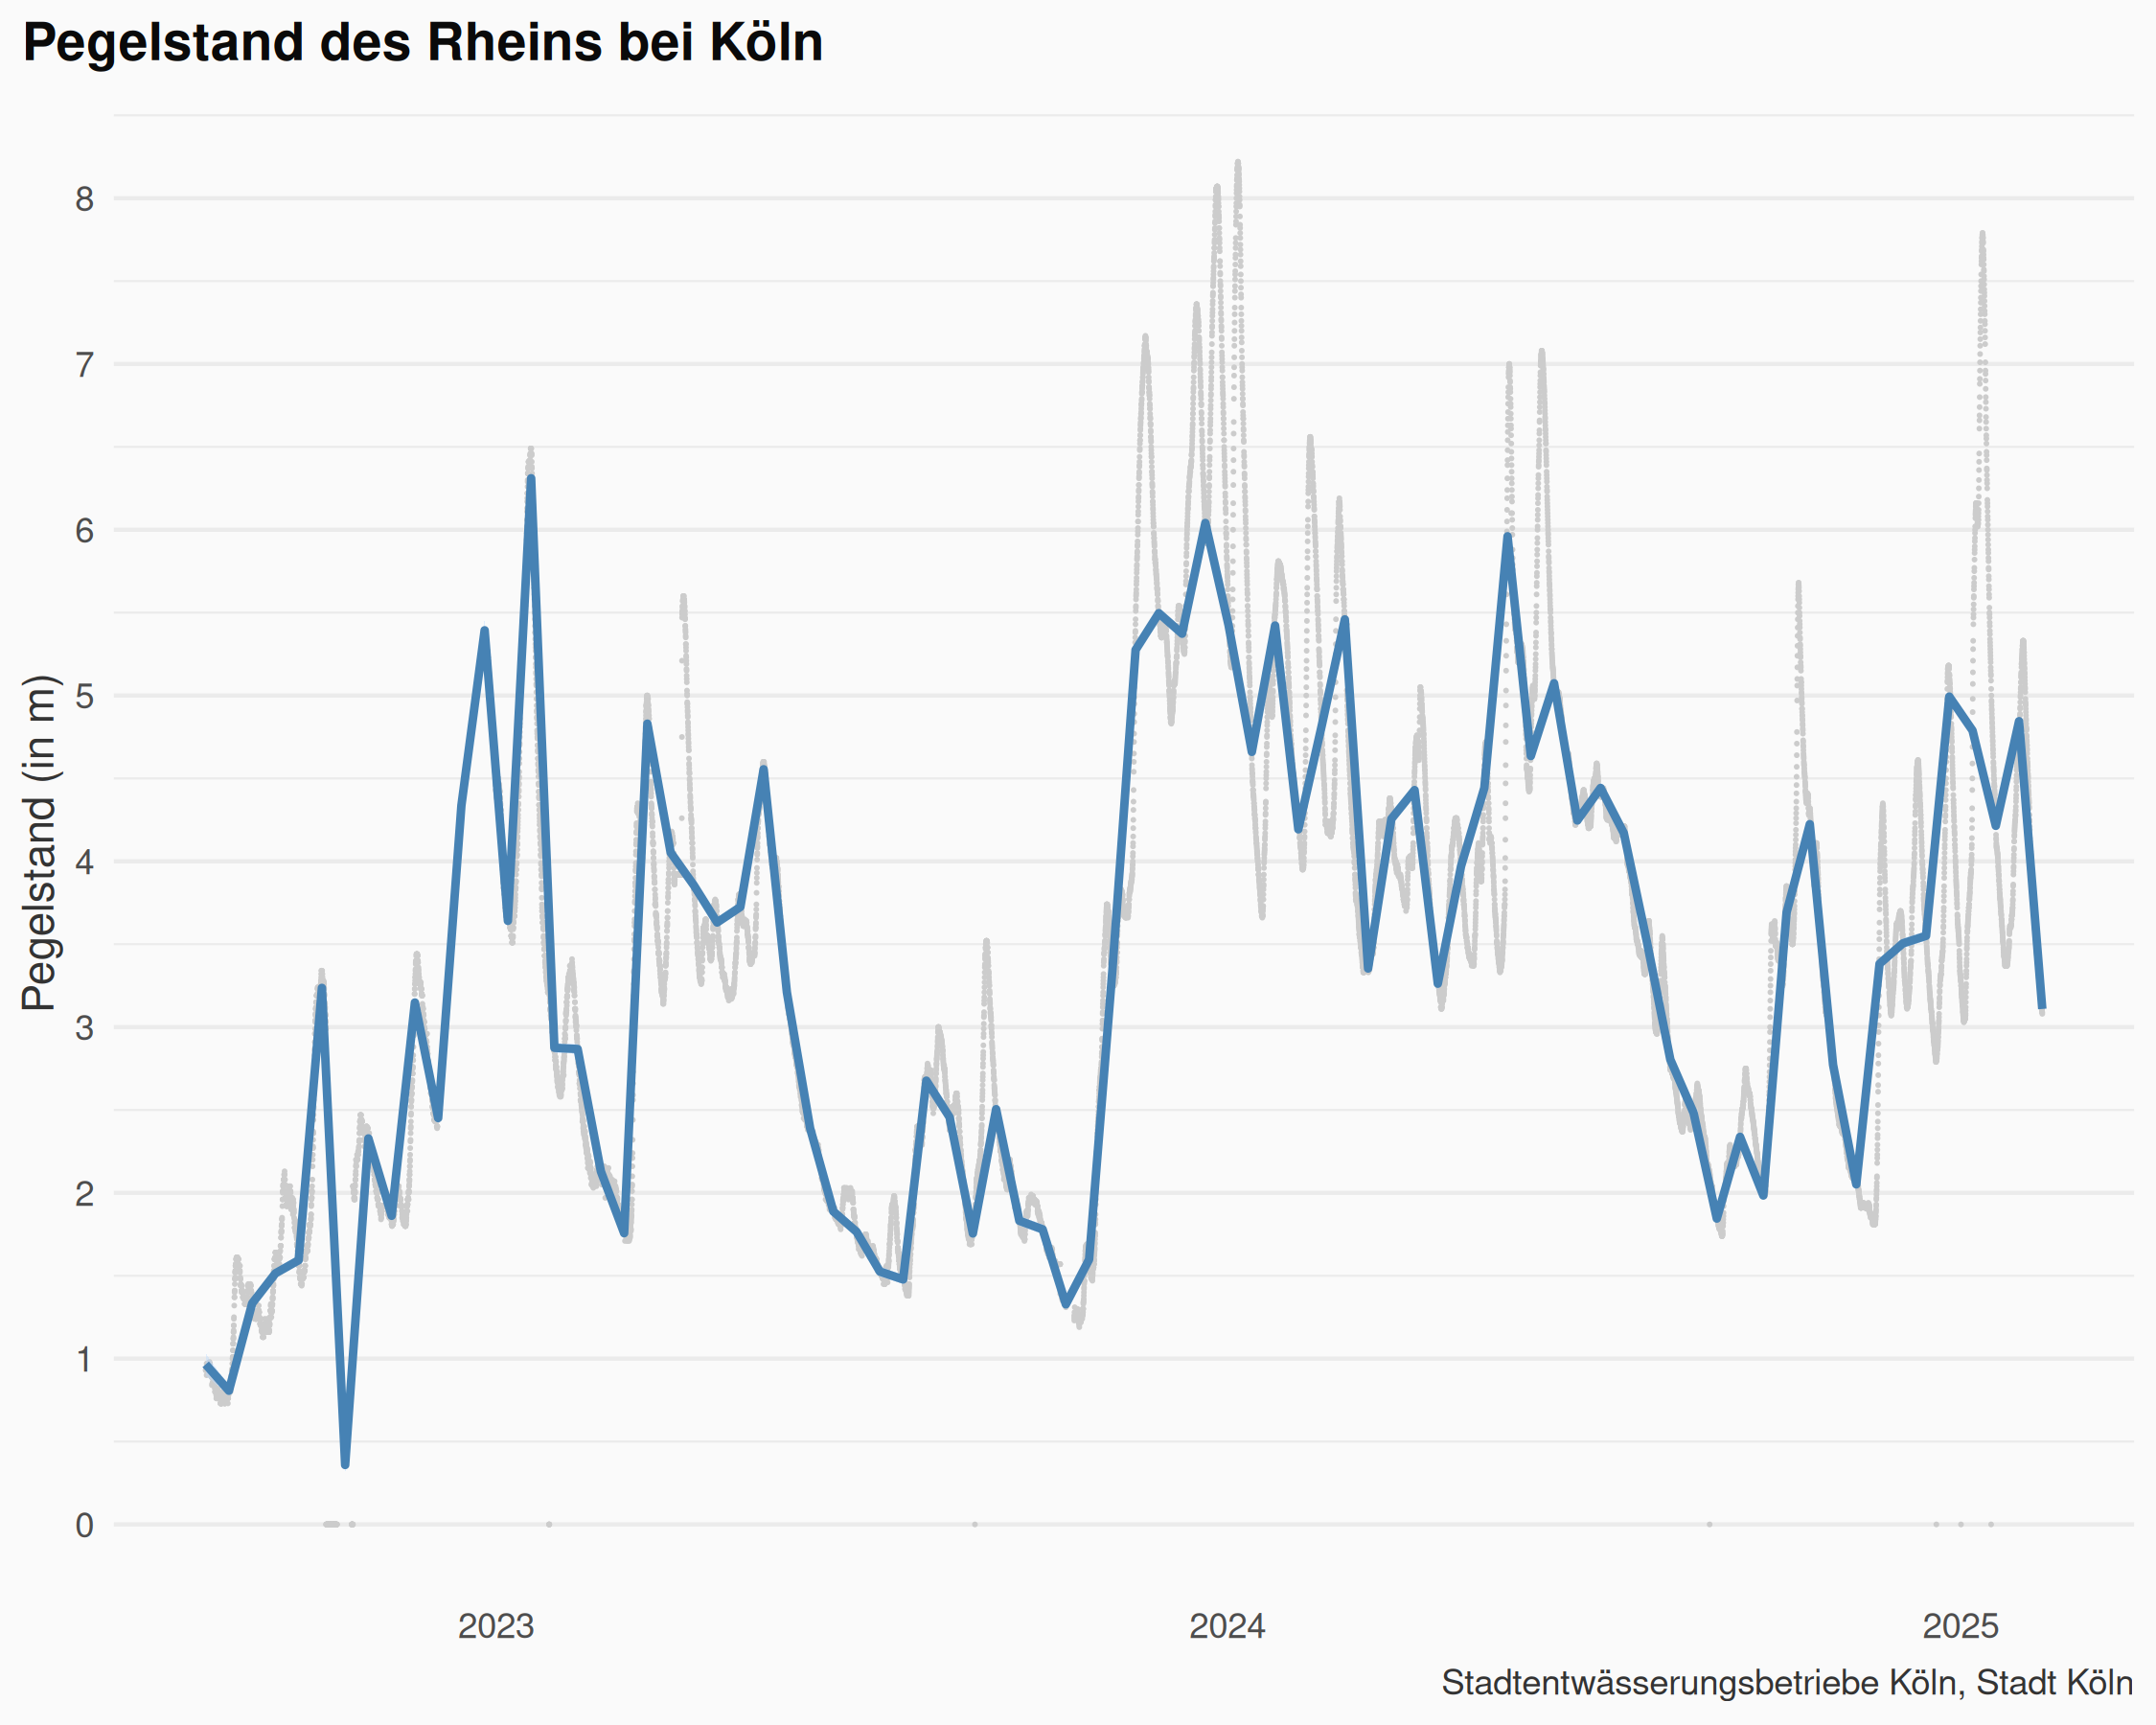 Pegelstand des Rheins bei Köln
Pegelstand (in m)
8
7
6
5
4
3
2
1
0
2023 2024 2025
Stadtentwässerungsbetriebe Köln, Stadt Köln